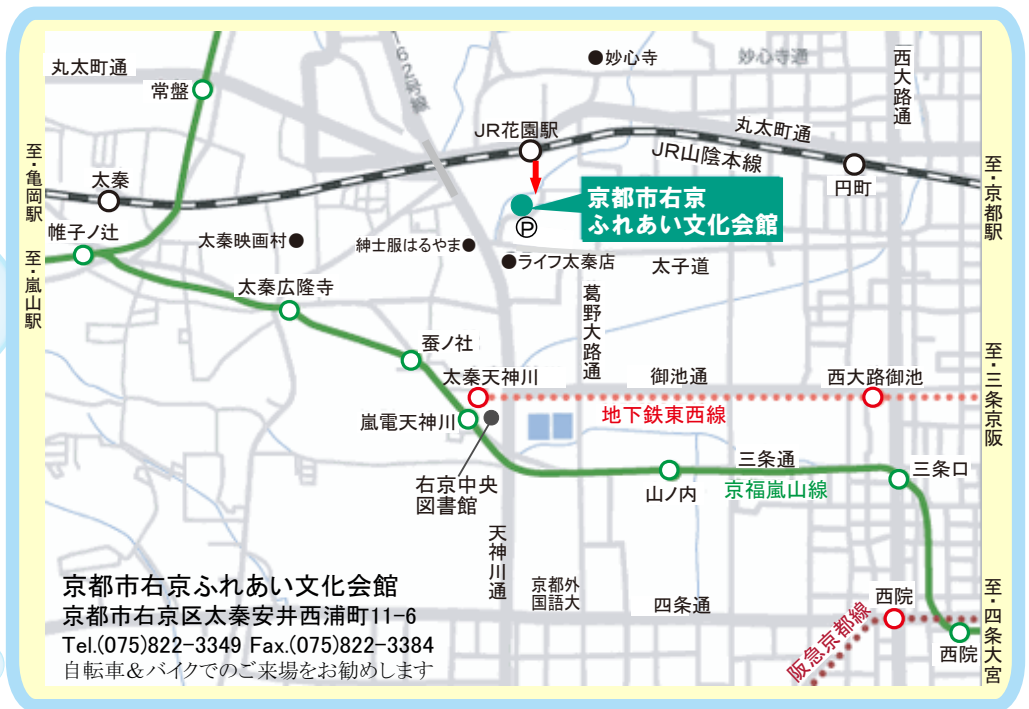 丸太町通
常盤
162号線
妙心寺
妙心寺通
西大路通
JR花園駅
丸太町通
JR山陰本線
円町
至・亀岡駅
太秦
京都市右京
ふれあい文化会館
P
至・京都駅
帷子ノ辻
太秦映画村
紳士服はるやま
ライフ太秦店
太子道
至・嵐山駅
太秦広隆寺
葛野大路通
蚕ノ社
太秦天神川
御池通
西大路御池
至・三条京阪
地下鉄東西線
嵐電天神川
三条通
三条口
山ノ内
京福嵐山線
右京中央
図書館
天神川通
京都外
国語大
四条通
西院
阪急京都線
西院
至・四条大宮
京都市右京ふれあい文化会館
京都市右京区太秦安井西浦町11-6
Tel.(075)822-3349 Fax.(075)822-3384
自転車&バイクでのご来場をお勧めします